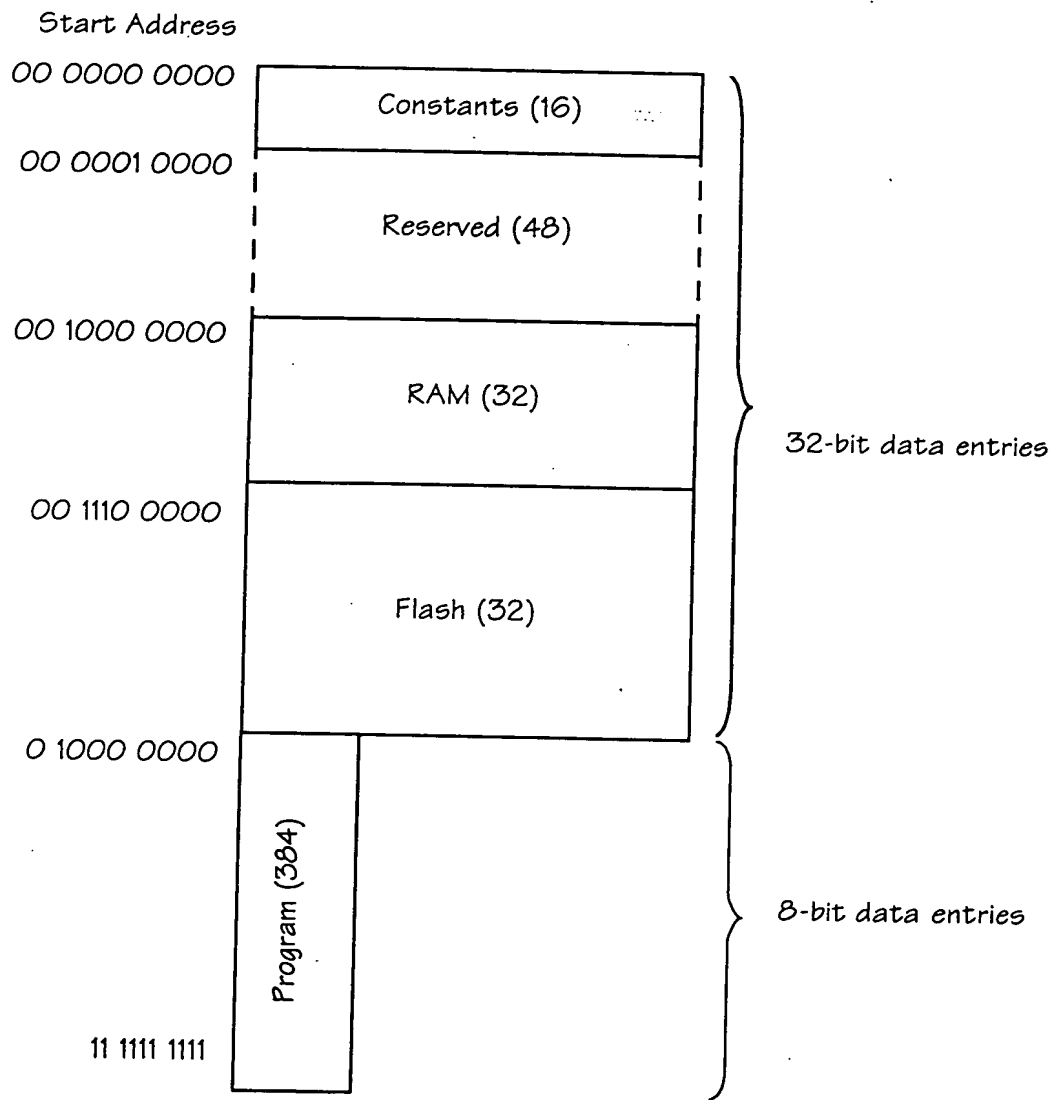 Start Address
00 0000 0000
Constants (16)
00 0001 0000
Reserved (48)
00 1000 0000
RAM (32)
32-bit data entries
00 1110 0000
Flash (32)
0 1000 0000
Program (384)
8-bit data entries
11 1111 1111